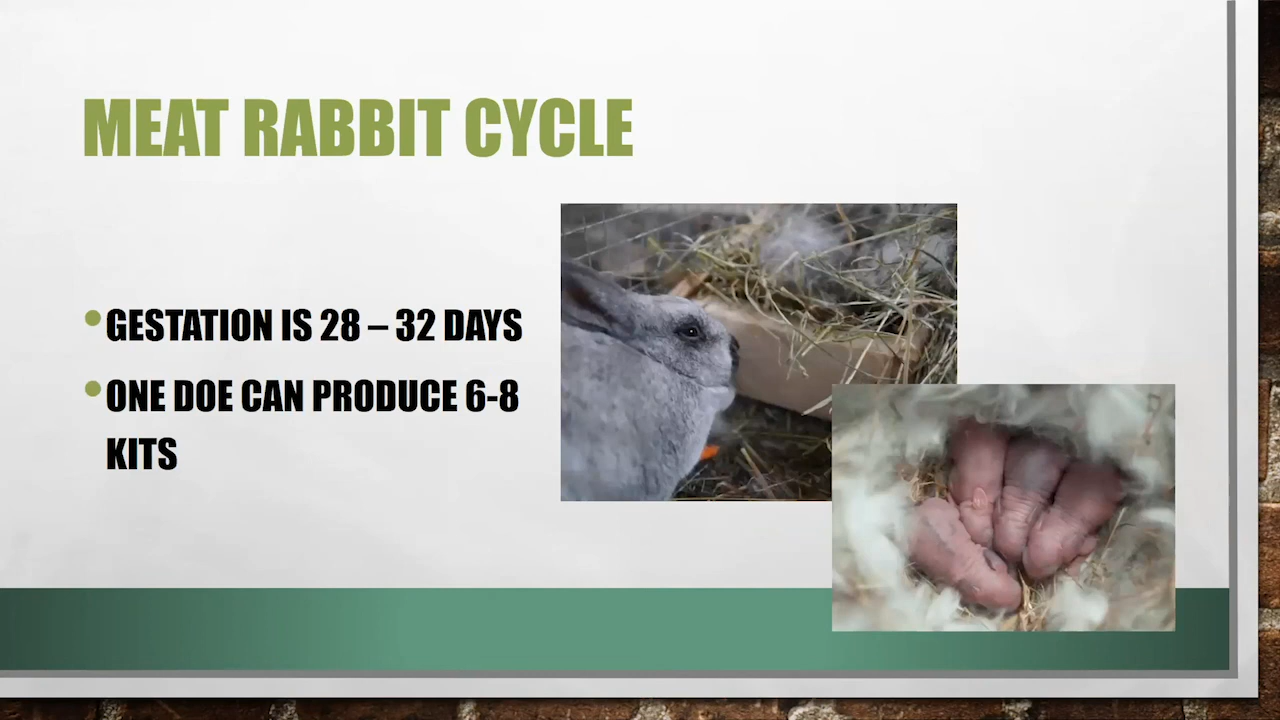 MEAT RABBIT CYCLE
•GESTATION IS 28 – 32 DAYS
•ONE DOE CAN PRODUCE 6-8
KITS